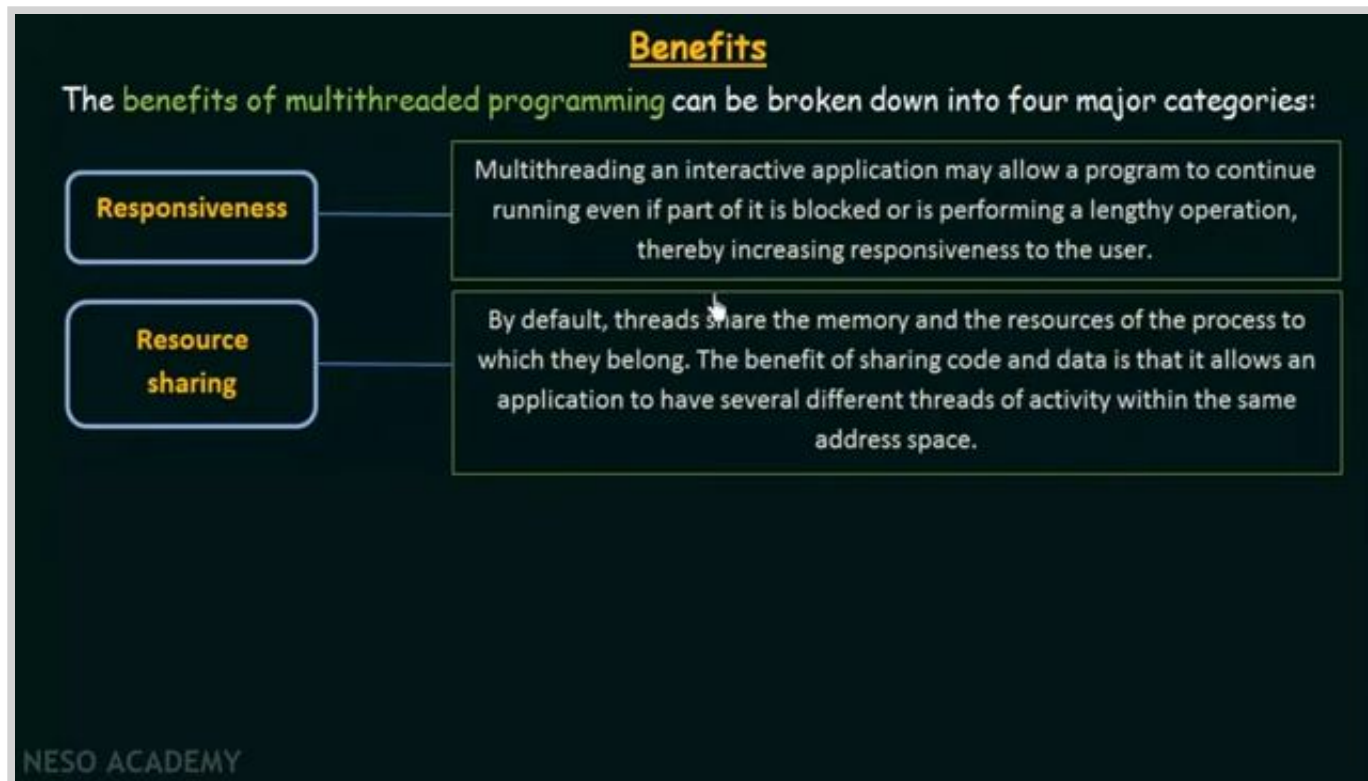 Benefits
The benefits of multithreaded programming can be broken down into four major categories:
Responsiveness
Multithreading an interactive application may allow a program to continue
running even if part of it is blocked or is performing a lengthy operation,
thereby increasing responsiveness to the user.
Resource
sharing
By default, threads share the memory and the resources of the process to
which they belong. The benefit of sharing code and data is that it allows an
application to have several different threads of activity within the same
address space.
NESO ACADEMY